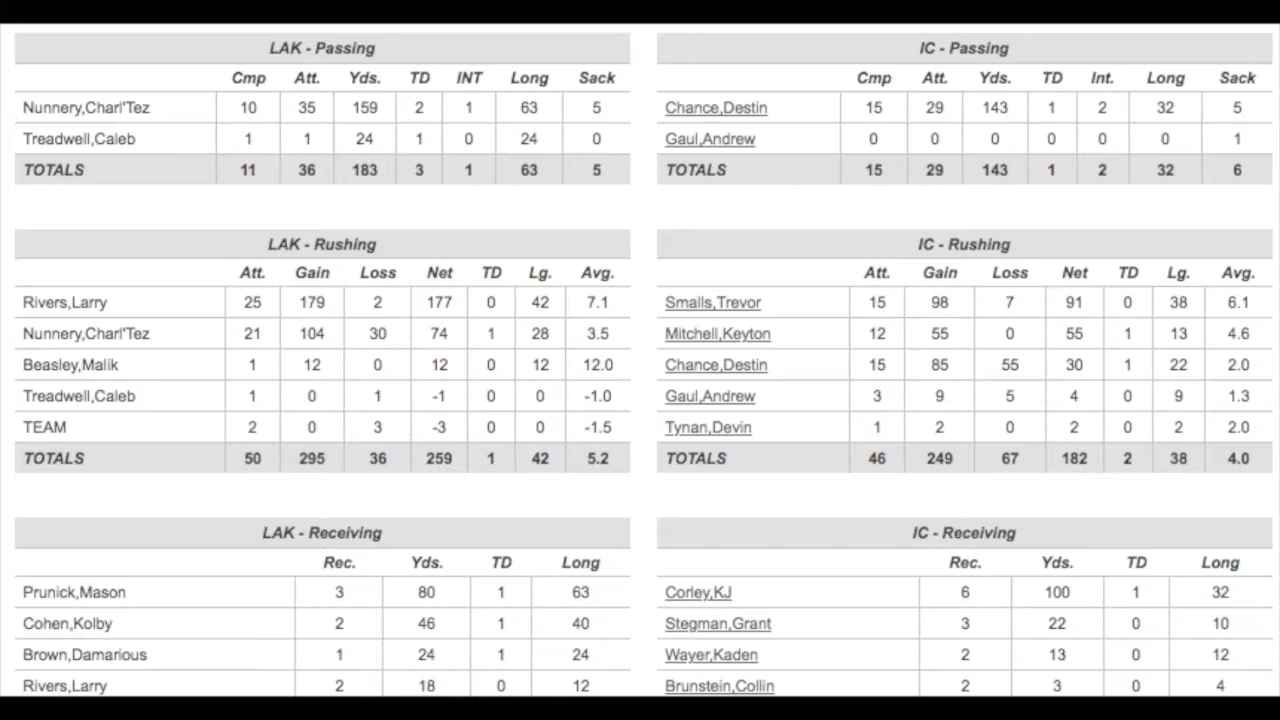 LAK - Passing
Cmp Att. Yds. TD INT Long Sack
Nunnery,Charl'Tez 10 35 159 2 1 63 5
Treadwell,Caleb 1 1 24 1 0 24 0
TOTALS 11 36 183 3 1 63 5
IC - Passing
Cmp Att. Yds. TD Int. Long Sack
Chance,Destin 15 29 143 1 2 32 5
Gaul,Andrew 0 0 0 0 0 0 1
TOTALS 15 29 143 1 2 32 6
LAK - Rushing
Att. Gain Loss Net TD Lg. Avg.
Rivers,Larry 25 179 2 177 0 42 7.1
Nunnery,Charl'Tez 21 104 30 74 1 28 3.5
Beasley,Malik 1 12 0 12 0 12 12.0
Treadwell,Caleb 1 0 1 -1 0 0 -1.0
TEAM 2 0 3 -3 0 0 -1.5
TOTALS 50 295 36 259 1 42 5.2
IC - Rushing
Att. Gain Loss Net TD Lg. Avg.
Smalls,Trevor 15 98 7 91 0 38 6.1
Mitchell,Keyton 12 55 0 55 1 13 4.6
Chance,Destin 15 85 55 30 1 22 2.0
Gaul,Andrew 3 9 5 4 0 9 1.3
Tynan,Devin 1 2 0 2 0 2 2.0
TOTALS 46 249 67 182 2 38 4.0
LAK - Receiving
Rec. Yds. TD Long
Prunick,Mason 3 80 1 63
Cohen,Kolby 2 46 1 40
Brown,Damarious 1 24 1 24
Rivers,Larry 2 18 0 12
IC - Receiving
Rec. Yds. TD Long
Corley,KJ 6 100 1 32
Stegman,Grant 3 22 0 10
Wayer,Kaden 2 13 0 12
Brunstein,Collin 2 3 0 4